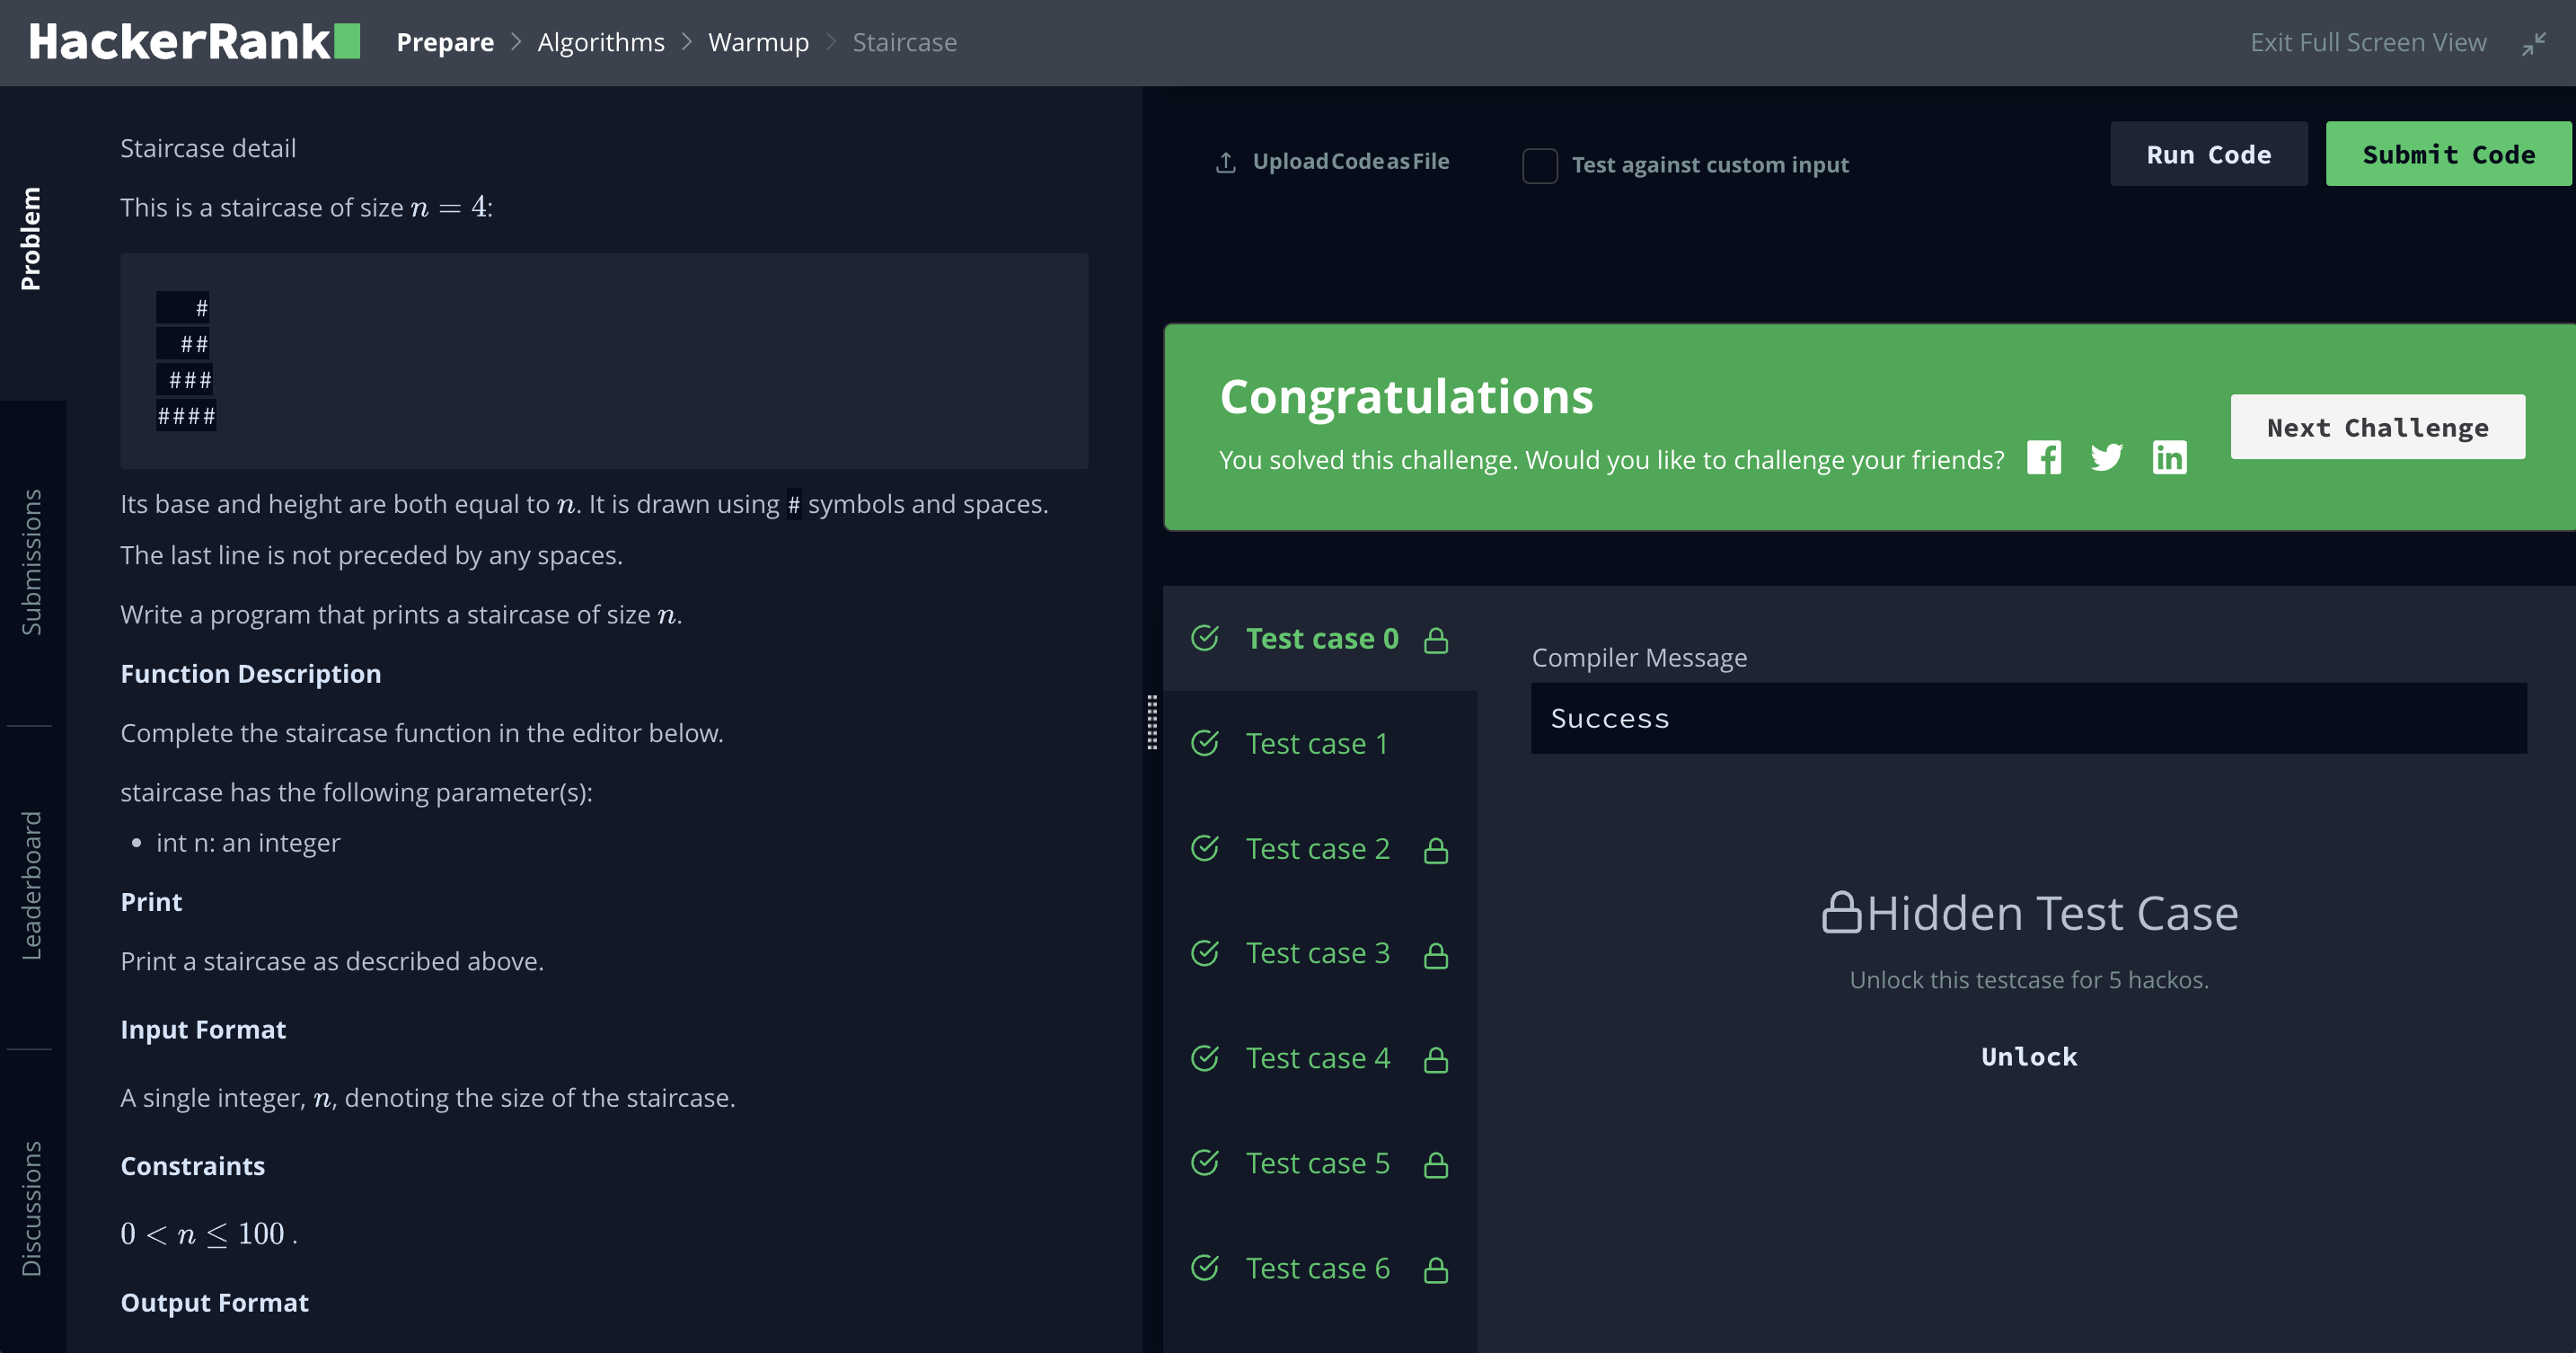 HackerRank Prepare > Algorithms > Warmup > Staircase
Exit Full Screen View
Problem
Submissions
Leaderboard
Discussions
Staircase detail
This is a staircase of size n = 4:
   #
  ##
 ###
####
Its base and height are both equal to n. It is drawn using # symbols and spaces.
The last line is not preceded by any spaces.
Write a program that prints a staircase of size n.
Function Description
Complete the staircase function in the editor below.
staircase has the following parameter(s):
• int n: an integer
Print
Print a staircase as described above.
Input Format
A single integer, n, denoting the size of the staircase.
Constraints
0 < n ≤ 100 .
Output Format
Upload Code as File
Test against custom input
Run Code
Submit Code
Congratulations
You solved this challenge. Would you like to challenge your friends?
Next Challenge
Test case 0
Test case 1
Test case 2
Test case 3
Test case 4
Test case 5
Test case 6
Compiler Message
Success
Hidden Test Case
Unlock this testcase for 5 hackos.
Unlock